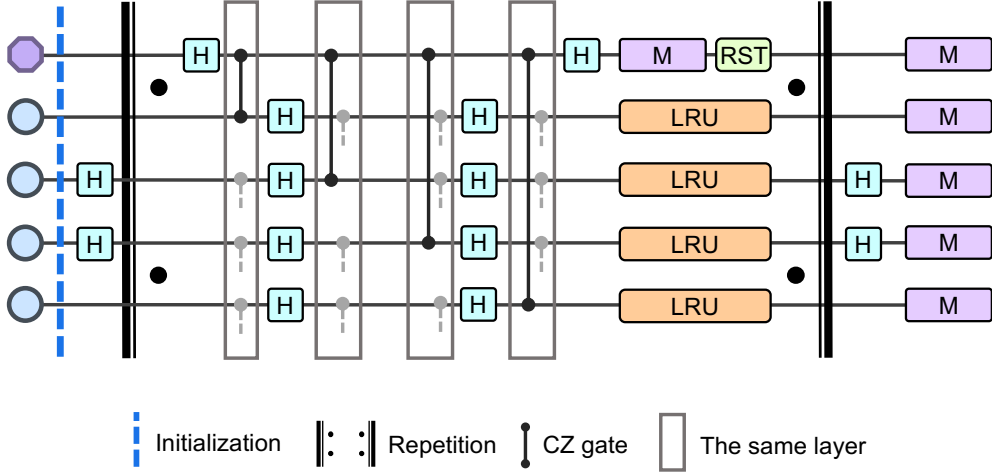 H H M RST M
H H LRU
H H H LRU H M
H H H LRU H M
H H LRU M
M
Initialization
Repetition
CZ gate
The same layer